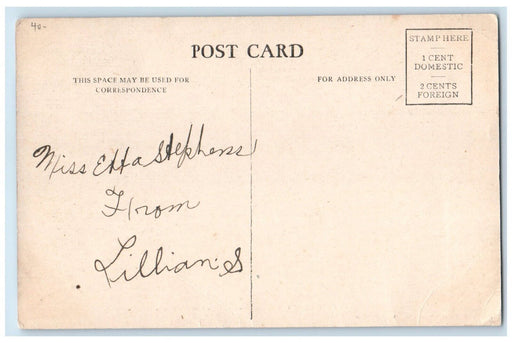 40-
POST CARD
THIS SPACE MAY BE USED FOR
CORRESPONDENCE
FOR ADDRESS ONLY
STAMP HERE
1 CENT
DOMESTIC
2 CENTS
FOREIGN
Miss Etta Stephens
From
Lillian. S